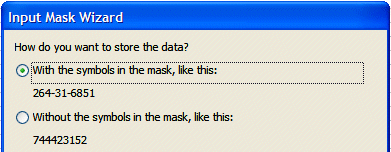 Input Mask Wizard
How do you want to store the data?
With the symbols in the mask, like this:
264-31-6851
Without the symbols in the mask, like this:
744423152